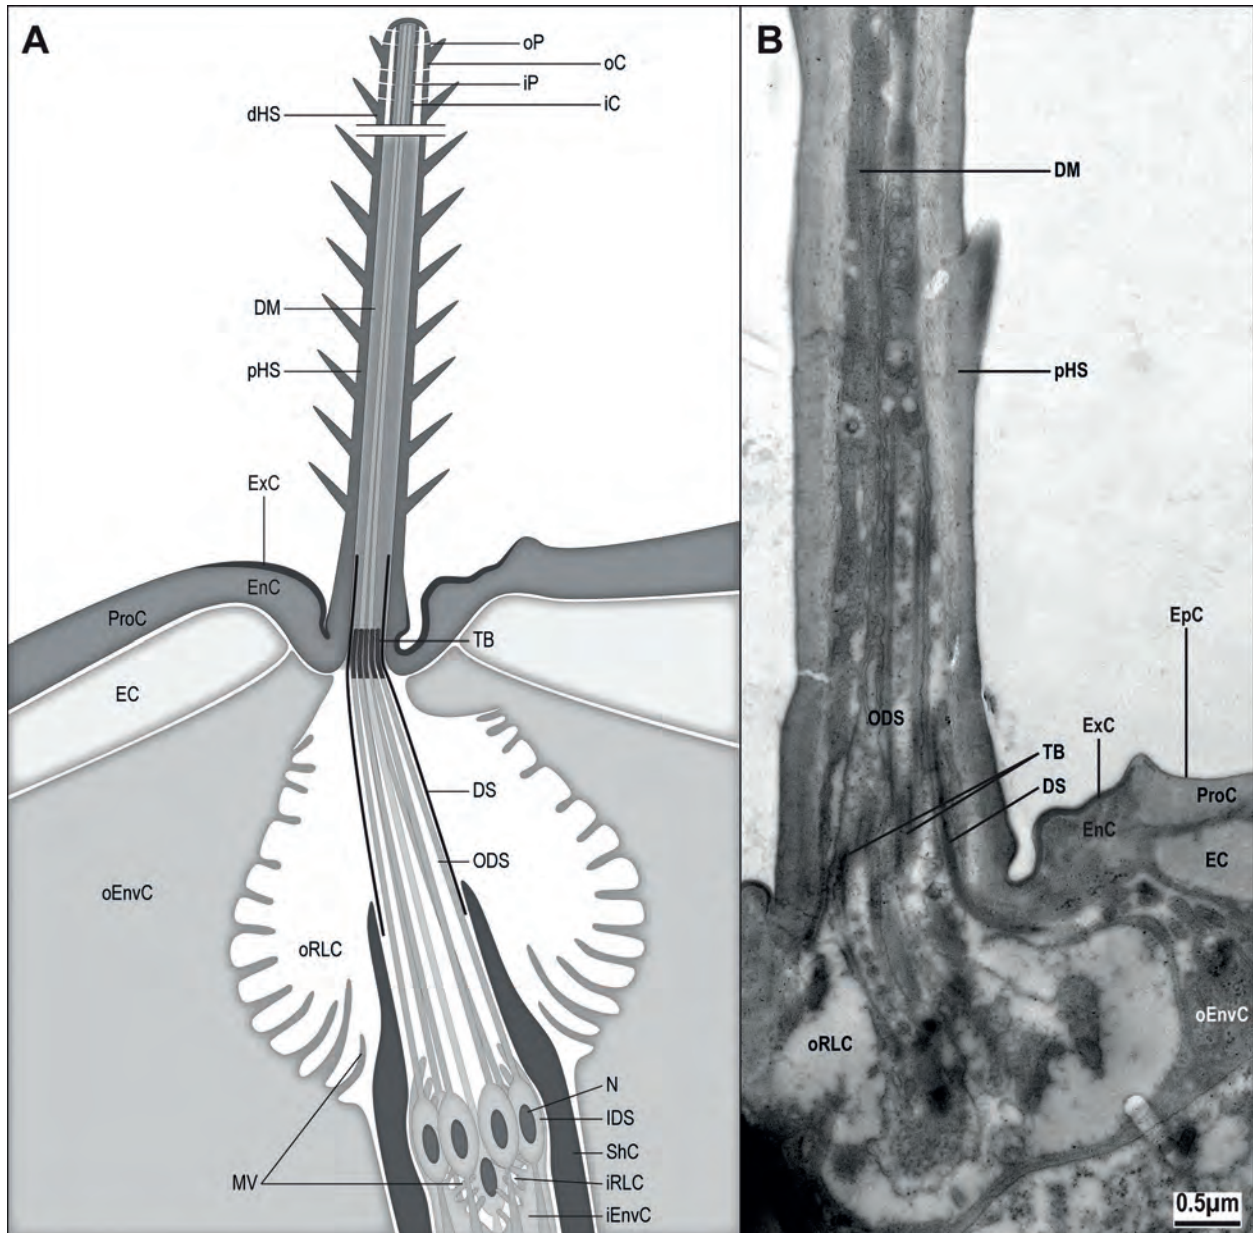 A
oP
oC
iP
iC
dHS
DM
pHS
ExC
EnC
ProC
TB
EC
DS
ODS
oEnvC
oRLC
N
IDS
ShC
MV
iRLC
iEnvC
B
DM
pHS
EpC
ODS
ExC
TB
DS
ProC
EnC
EC
oEnvC
oRLC
0.5µm